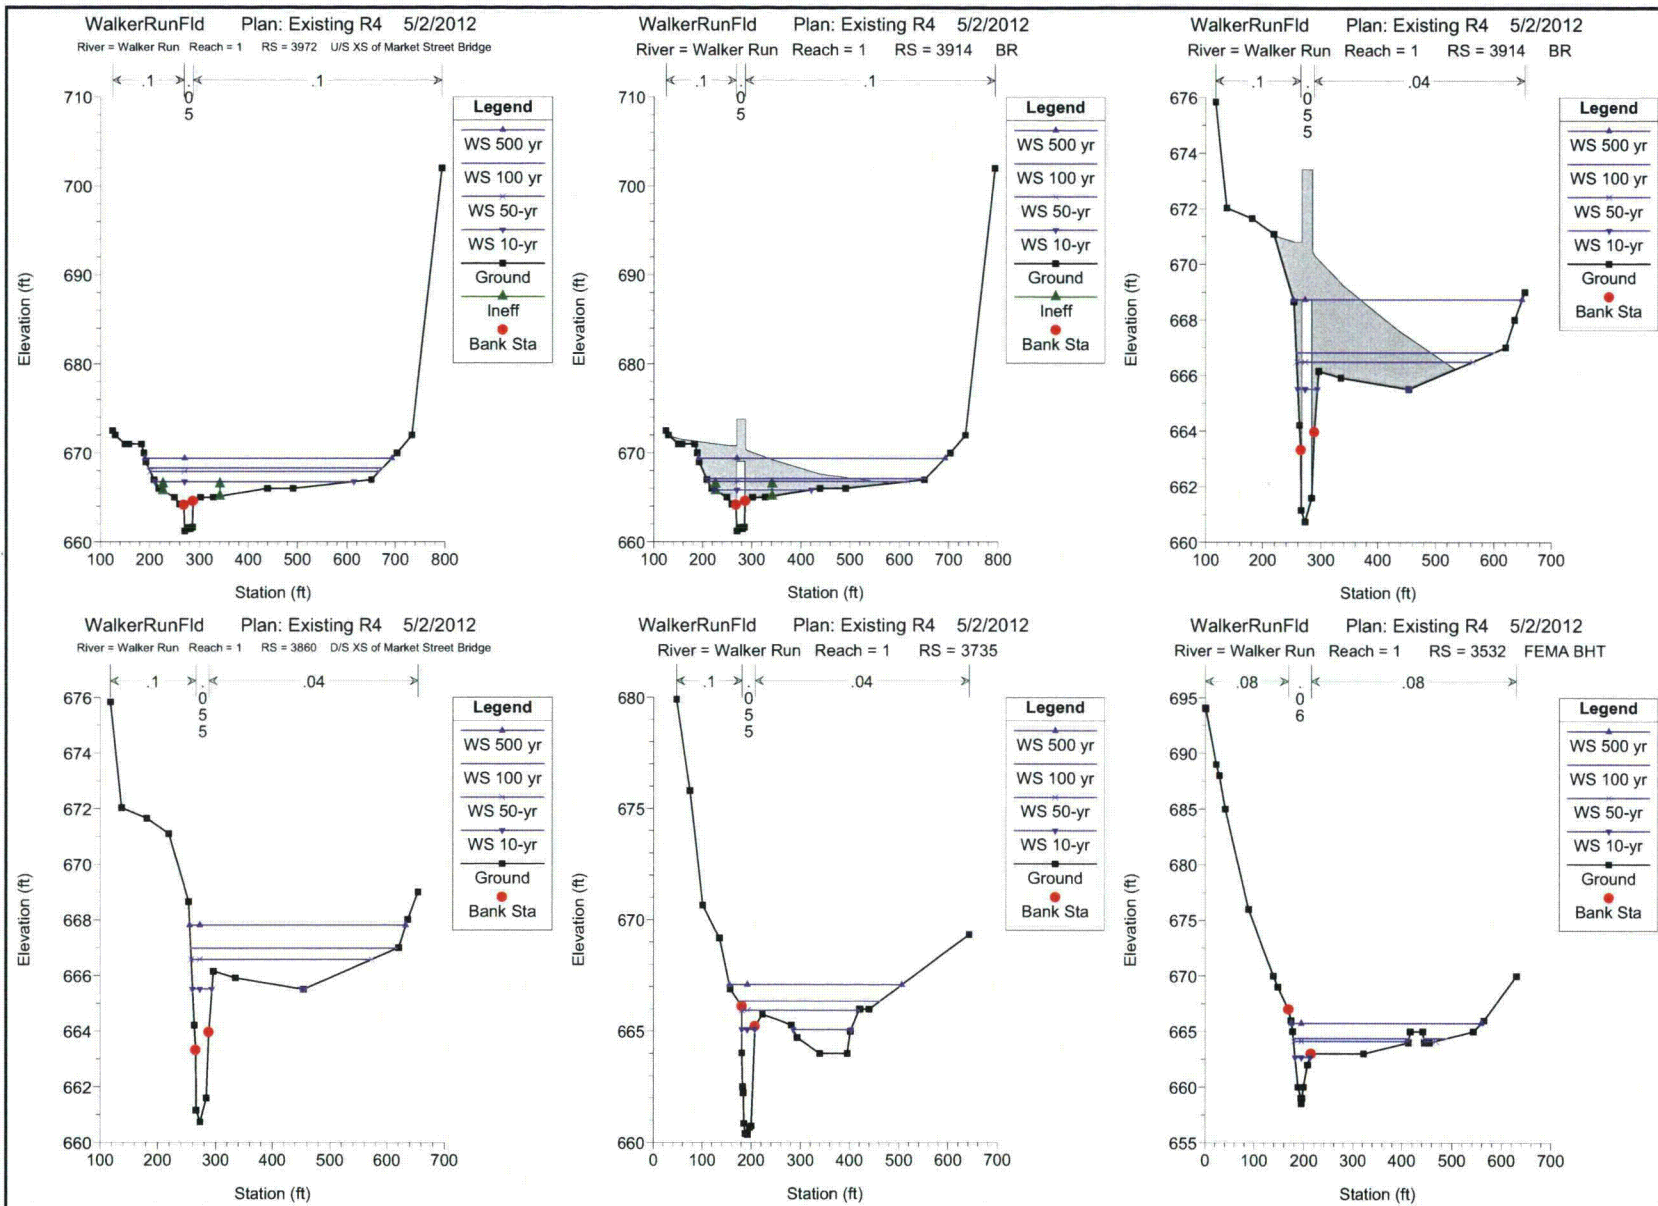 WalkerRunFld Plan: Existing R4 5/2/2012
River = Walker Run Reach = 1 RS = 3972 U/S XS of Market Street Bridge
.1
.05
.1
710
700
690
680
670
660
Elevation (ft)
100 200 300 400 500 600 700 800
Station (ft)
Legend
WS 500 yr
WS 100 yr
WS 50-yr
WS 10-yr
Ground
Ineff
Bank Sta
WalkerRunFld Plan: Existing R4 5/2/2012
River = Walker Run Reach = 1 RS = 3914 BR
.1
.05
.1
710
700
690
680
670
660
Elevation (ft)
100 200 300 400 500 600 700 800
Station (ft)
Legend
WS 500 yr
WS 100 yr
WS 50-yr
WS 10-yr
Ground
Ineff
Bank Sta
WalkerRunFld Plan: Existing R4 5/2/2012
River = Walker Run Reach = 1 RS = 3914 BR
.1
.055
.04
676
674
672
670
668
666
664
662
660
Elevation (ft)
100 200 300 400 500 600 700
Station (ft)
Legend
WS 500 yr
WS 100 yr
WS 50-yr
WS 10-yr
Ground
Bank Sta
WalkerRunFld Plan: Existing R4 5/2/2012
River = Walker Run Reach = 1 RS = 3860 D/S XS of Market Street Bridge
.1
.055
.04
676
674
672
670
668
666
664
662
660
Elevation (ft)
100 200 300 400 500 600 700
Station (ft)
Legend
WS 500 yr
WS 100 yr
WS 50-yr
WS 10-yr
Ground
Bank Sta
WalkerRunFld Plan: Existing R4 5/2/2012
River = Walker Run Reach = 1 RS = 3735
.1
.055
.04
680
675
670
665
660
Elevation (ft)
0 100 200 300 400 500 600 700
Station (ft)
Legend
WS 500 yr
WS 100 yr
WS 50-yr
WS 10-yr
Ground
Bank Sta
WalkerRunFld Plan: Existing R4 5/2/2012
River = Walker Run Reach = 1 RS = 3532 FEMA BHT
.08
.06
.08
695
690
685
680
675
670
665
660
655
Elevation (ft)
0 100 200 300 400 500 600 700
Station (ft)
Legend
WS 500 yr
WS 100 yr
WS 50-yr
WS 10-yr
Ground
Bank Sta